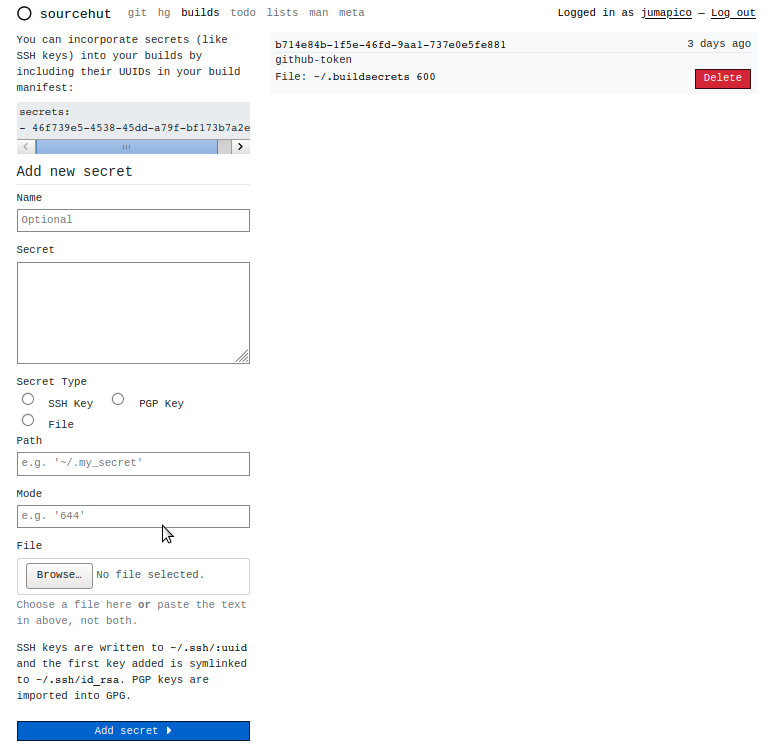 sourcehut git hg builds todo lists man meta Logged in as jumapico — Log out
You can incorporate secrets (like
SSH keys) into your builds by
including their UUIDs in your build
manifest:
secrets:
- 46f739e5-4538-45dd-a79f-bf173b7a2e
Add new secret
Name
Optional
Secret
Secret Type
SSH Key PGP Key
File
Path
e.g. '~/.my_secret'
Mode
e.g. '644'
File
Browse… No file selected.
Choose a file here or paste the text
in above, not both.
SSH keys are written to ~/.ssh/:uuid
and the first key added is symlinked
to ~/.ssh/id_rsa. PGP keys are
imported into GPG.
Add secret
b714e84b-1f5e-46fd-9aa1-737e0e5fe881 3 days ago
github-token
File: ~/.buildsecrets 600
Delete